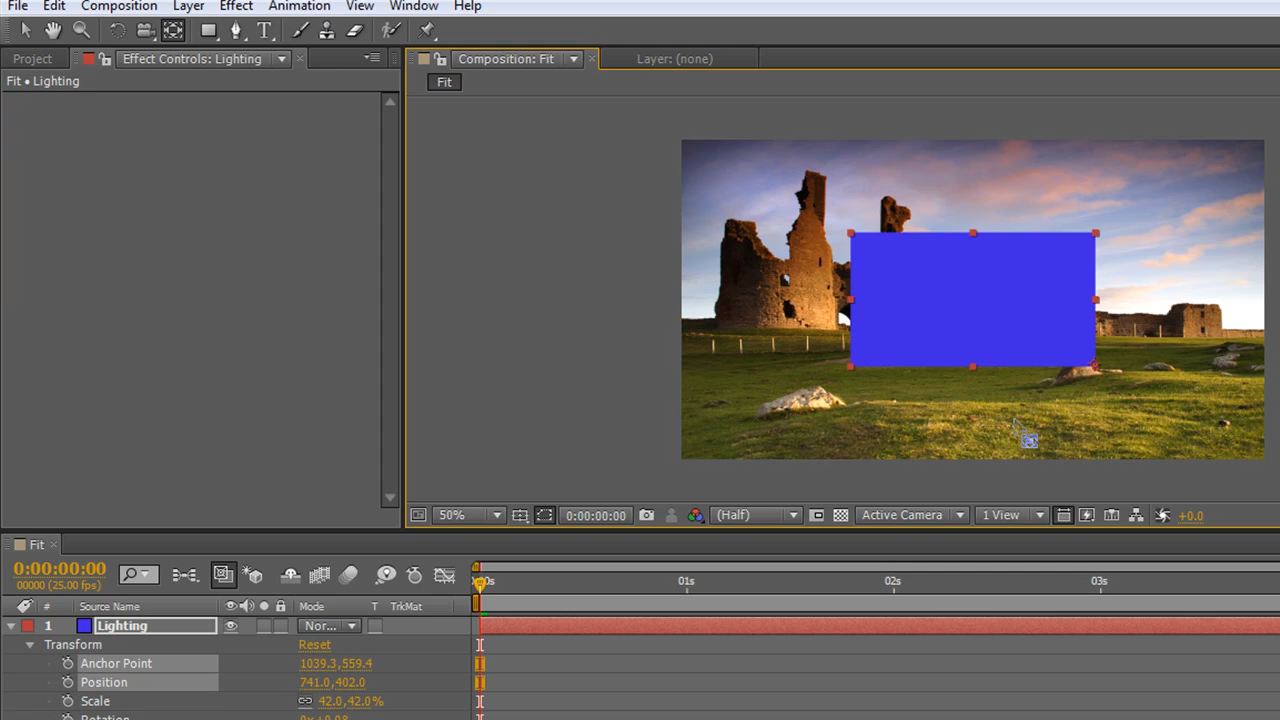 File Edit Composition Layer Effect Animation View Window Help
Project Effect Controls: Lighting Composition: Fit Layer: (none)
Fit • Lighting
Fit
50% 0:00:00:00 (Half) Active Camera 1 View +0.0
Fit
0:00:00:00
00000 (25.00 fps)
01s 02s 03s
# Source Name Mode T TrkMat
1 Lighting Nor...
Transform Reset
Anchor Point 1039.3,559.4
Position 741.0,402.0
Scale 42.0,42.0%